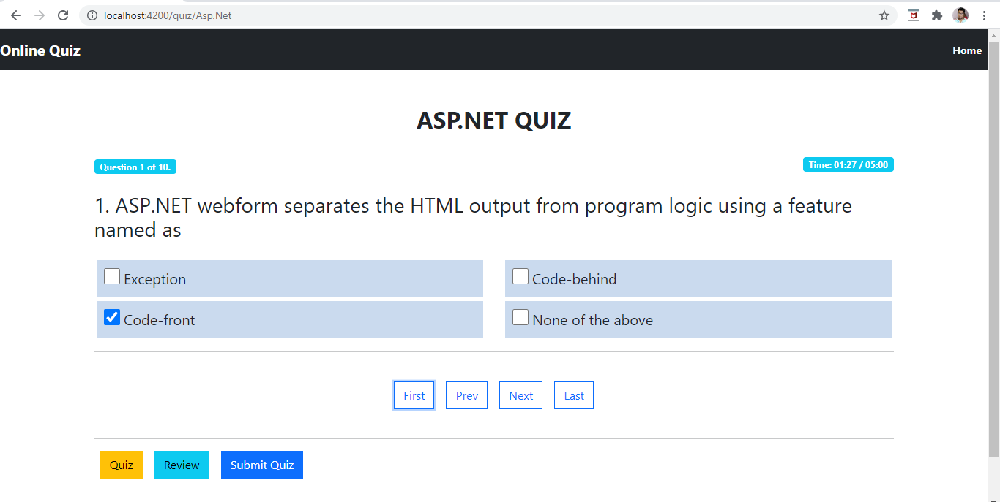 localhost:4200/quiz/Asp.Net
Online Quiz
Home
ASP.NET QUIZ
Question 1 of 10.
Time: 01:27 / 05:00
1. ASP.NET webform separates the HTML output from program logic using a feature
named as
Exception
Code-behind
Code-front
None of the above
First
Prev
Next
Last
Quiz
Review
Submit Quiz